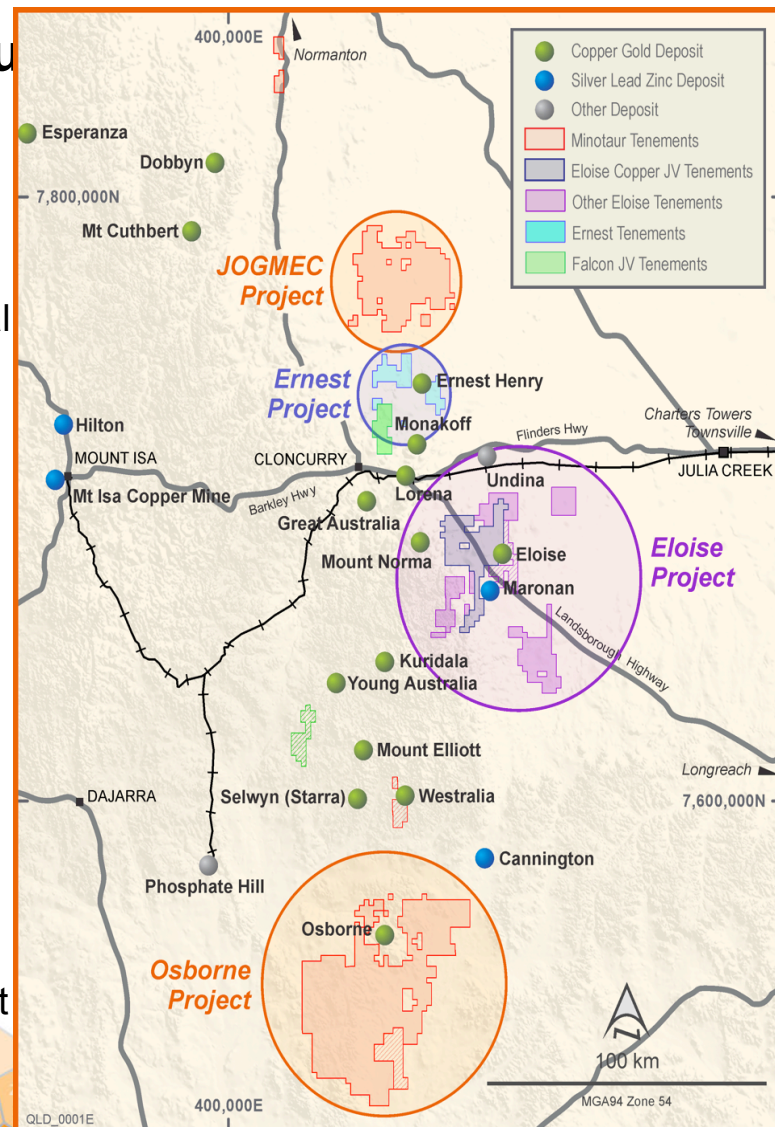 u
400,000E
Normanton
Copper Gold Deposit
Silver Lead Zinc Deposit
Other Deposit
Minotaur Tenements
Eloise Copper JV Tenements
Other Eloise Tenements
Ernest Tenements
Falcon JV Tenements
Esperanza
Dobbyn
7,800,000N
Mt Cuthbert
JOGMEC
Project
Ernest
Project
Ernest Henry
Monakoff
Charters Towers
Townsville
Flinders Hwy
Hilton
MOUNT ISA
CLONCURRY
JULIA CREEK
Undina
Mt Isa Copper Mine
Barkley Hwy
Lorena
Great Australia
Mount Norma
Eloise
Eloise
Project
Maronan
Landsborough Highway
Kuridala
Young Australia
Mount Elliott
Longreach
DAJARRA
Selwyn (Starra)
Westralia
7,600,000N
Cannington
Phosphate Hill
Osborne
Osborne
Project
t
N
100 km
MGA94 Zone 54
400,000E
QLD_0001E